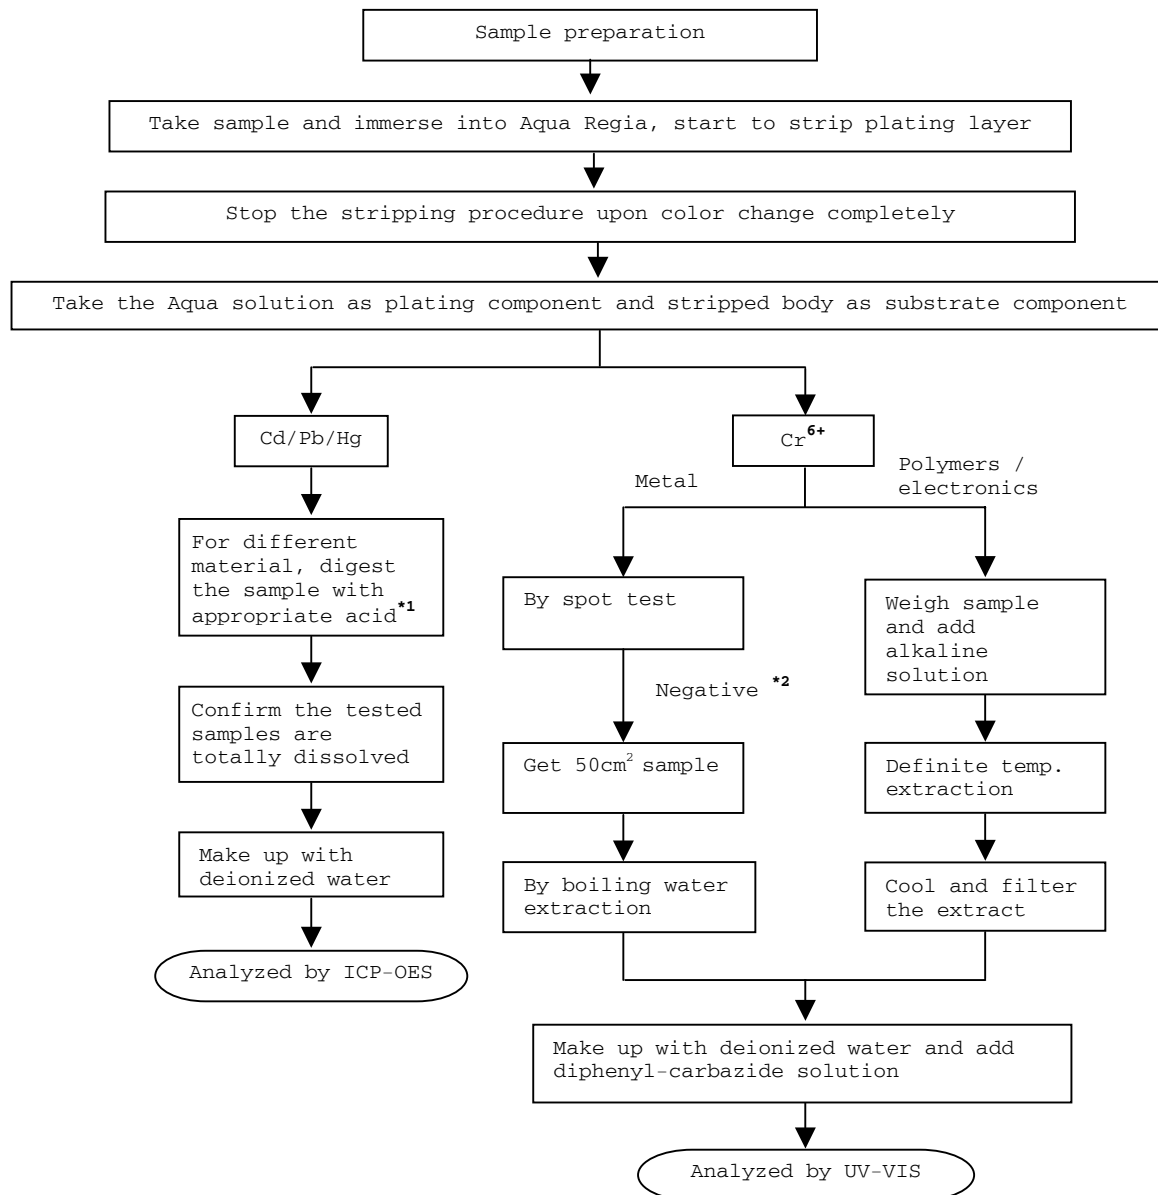 Sample preparation
Take sample and immerse into Aqua Regia, start to strip plating layer
Stop the stripping procedure upon color change completely
Take the Aqua solution as plating component and stripped body as substrate component
Cd/Pb/Hg
Cr6+
Metal
Polymers /
electronics
For different
material, digest
the sample with
appropriate acid*1
By spot test
Weigh sample
and add
alkaline
solution
Negative *2
Confirm the tested
samples are
totally dissolved
Get 50cm2 sample
Definite temp.
extraction
Make up with
deionized water
By boiling water
extraction
Cool and filter
the extract
Analyzed by ICP-OES
Make up with deionized water and add
diphenyl-carbazide solution
Analyzed by UV-VIS